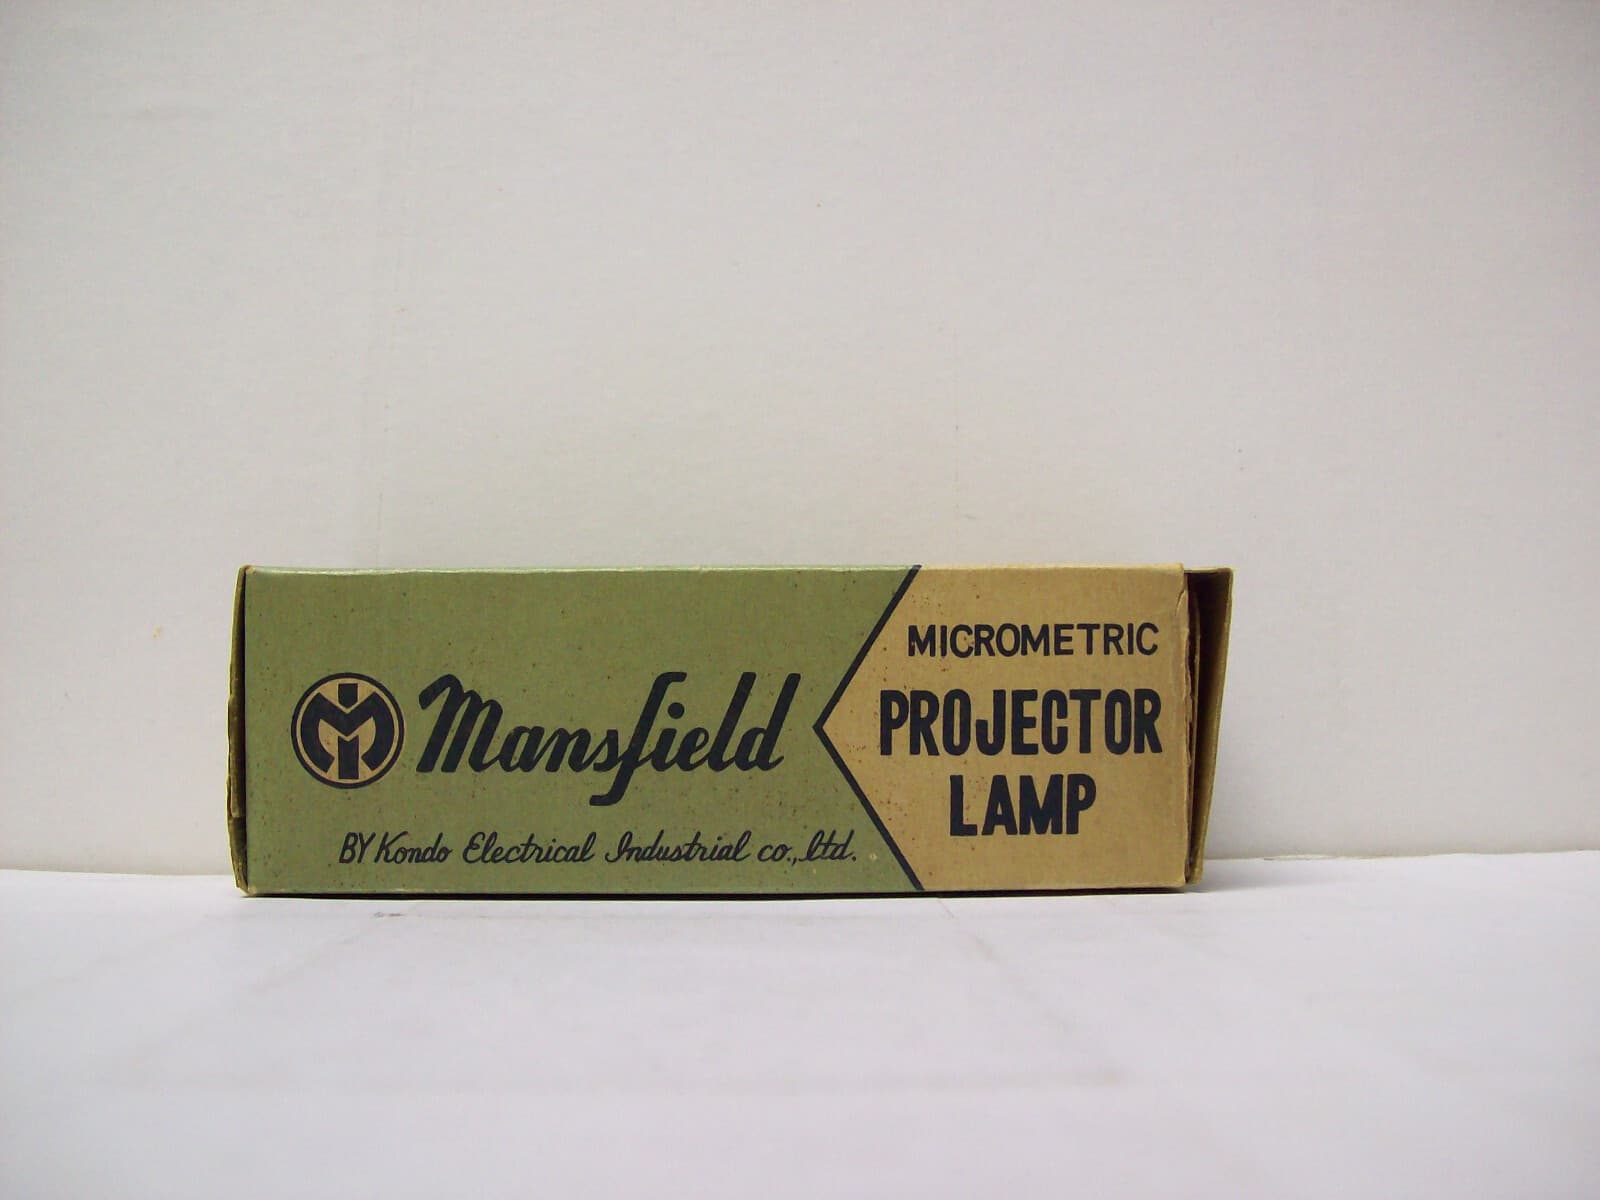 Mansfield
BY Kondo Electrical Industrial co., ltd.
MICROMETRIC
PROJECTOR
LAMP